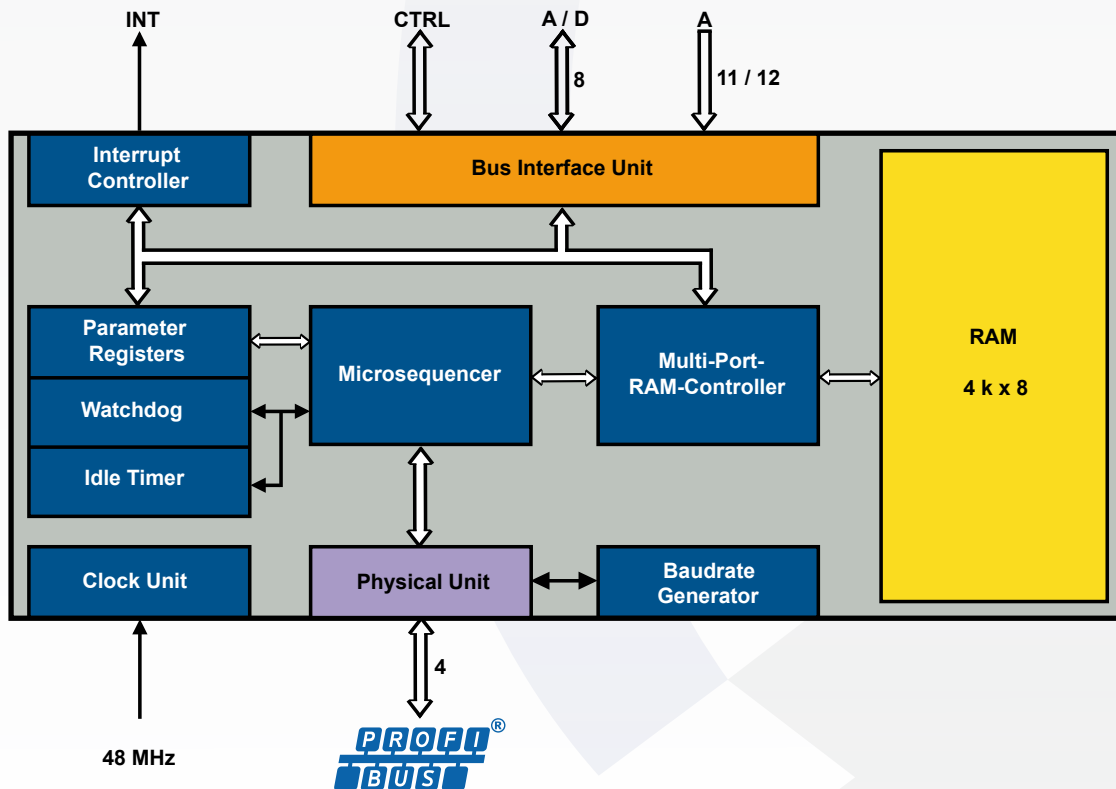 INT
CTRL
A / D
A
8
11 / 12
Interrupt
Controller
Bus Interface Unit
Parameter
Registers
Microsequencer
Multi-Port-
RAM-Controller
RAM
4 k x 8
Watchdog
Idle Timer
Clock Unit
Physical Unit
Baudrate
Generator
4
48 MHz
PROFI®
BUS